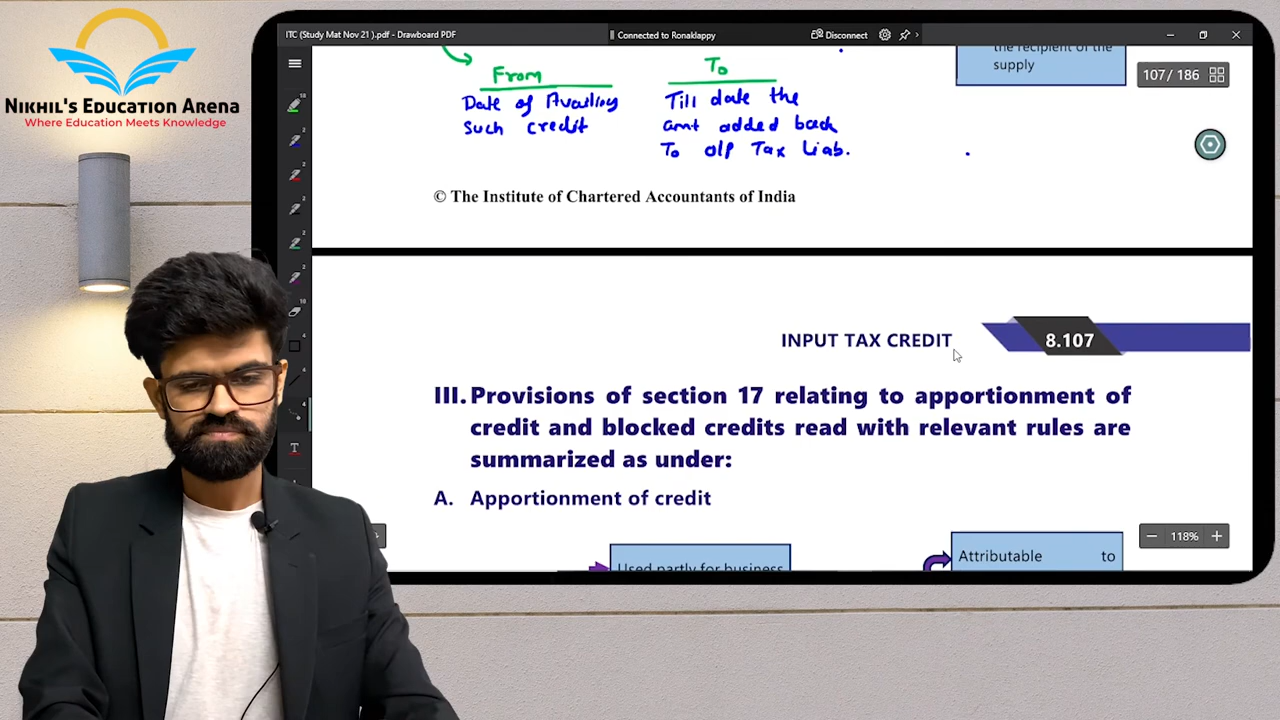 NIKHIL'S EDUCATION ARENA
Where Education Meets Knowledge
ITC (Study Mat Nov 21 ).pdf - Drawboard PDF
Connected to Ronaklappy
Disconnect
the recipient of the
supply
107 / 186
From
To
Date of Availing
Such credit
Till date the
amt added back
To o/p Tax Liab.
© The Institute of Chartered Accountants of India
INPUT TAX CREDIT
8.107
III. Provisions of section 17 relating to apportionment of
credit and blocked credits read with relevant rules are
summarized as under:
A. Apportionment of credit
Used partly for business
Attributable to
118%